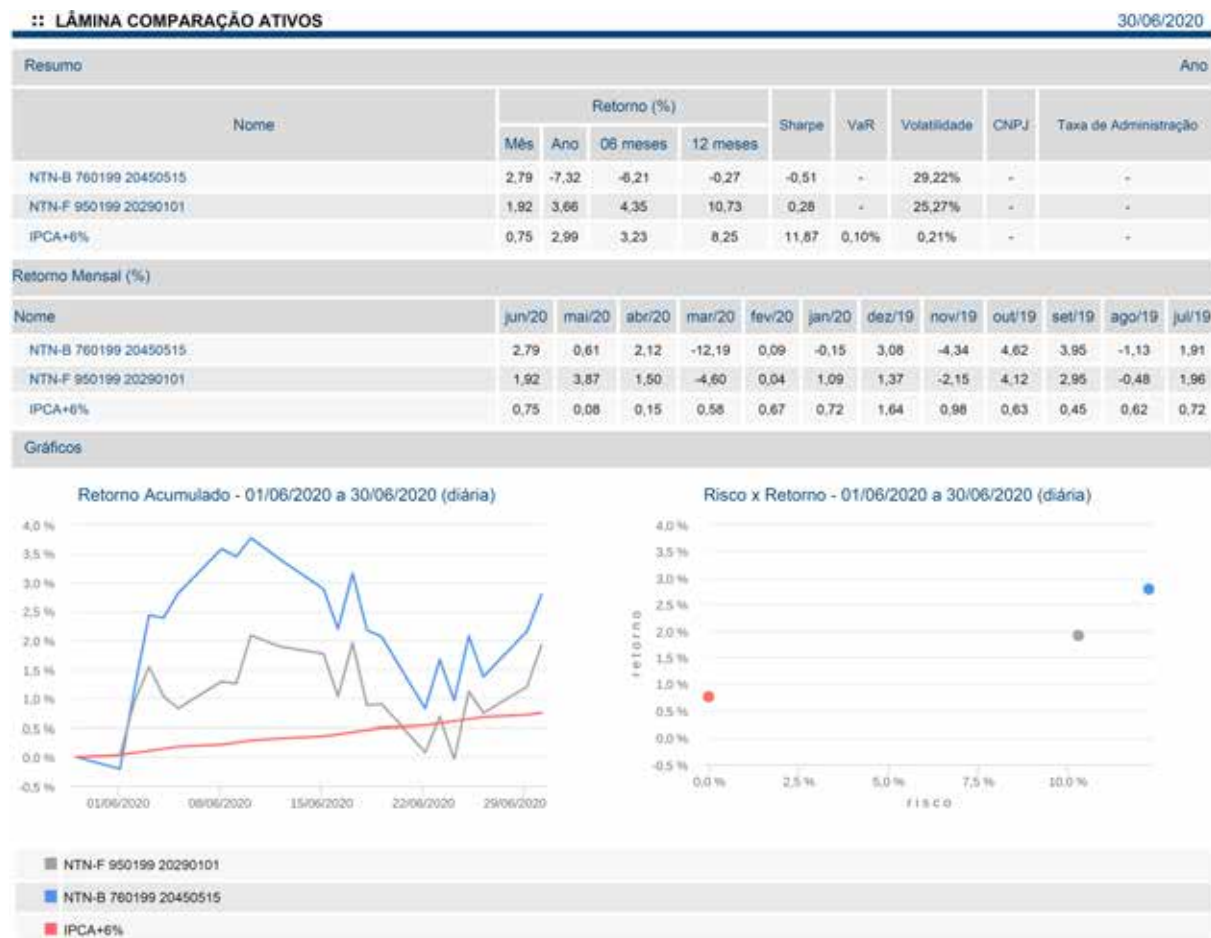 :: LÂMINA COMPARAÇÃO ATIVOS 30/06/2020
Resumo Ano
Nome Retorno (%) Sharpe VaR Volatilidade CNPJ Taxa de Administração
Mês Ano 06 meses 12 meses
NTN-B 760199 20450515 2,79 -7,32 -6,21 -0,27 -0,51 - 29,22% - -
NTN-F 950199 20290101 1,92 3,66 4,35 10,73 0,28 - 25,27% - -
IPCA+6% 0,75 2,99 3,23 8,25 11,87 0,10% 0,21% - -
Retorno Mensal (%)
Nome jun/20 mai/20 abr/20 mar/20 fev/20 jan/20 dez/19 nov/19 out/19 set/19 ago/19 jul/19
NTN-B 760199 20450515 2,79 0,61 2,12 -12,19 0,09 -0,15 3,08 -4,34 4,62 3,95 -1,13 1,91
NTN-F 950199 20290101 1,92 3,87 1,50 -4,60 0,04 1,09 1,37 -2,15 4,12 2,95 -0,48 1,96
IPCA+6% 0,75 0,08 0,15 0,58 0,67 0,72 1,64 0,98 0,63 0,45 0,62 0,72
Gráficos
Retorno Acumulado - 01/06/2020 a 30/06/2020 (diária)
4,0 %
3,5 %
3,0 %
2,5 %
2,0 %
1,5 %
1,0 %
0,5 %
0,0 %
-0,5 %
01/06/2020 08/06/2020 15/06/2020 22/06/2020 29/06/2020
Risco x Retorno - 01/06/2020 a 30/06/2020 (diária)
4,0 %
3,5 %
3,0 %
2,5 %
2,0 %
1,5 %
1,0 %
0,5 %
0,0 %
-0,5 %
retorno
0,0 % 2,5 % 5,0 % 7,5 % 10,0 %
risco
NTN-F 950199 20290101
NTN-B 760199 20450515
IPCA+6%